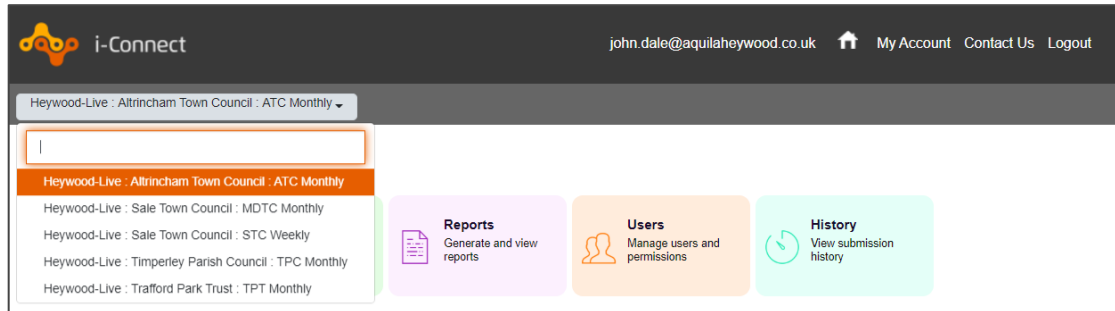 i-Connect
john.dale@aquilaheywood.co.uk My Account Contact Us Logout
Heywood-Live : Altrincham Town Council : ATC Monthly
Heywood-Live : Altrincham Town Council : ATC Monthly
Heywood-Live : Sale Town Council : MDTC Monthly
Heywood-Live : Sale Town Council : STC Weekly
Heywood-Live : Timperley Parish Council : TPC Monthly
Heywood-Live : Trafford Park Trust : TPT Monthly
Reports
Generate and view
reports
Users
Manage users and
permissions
History
View submission
history